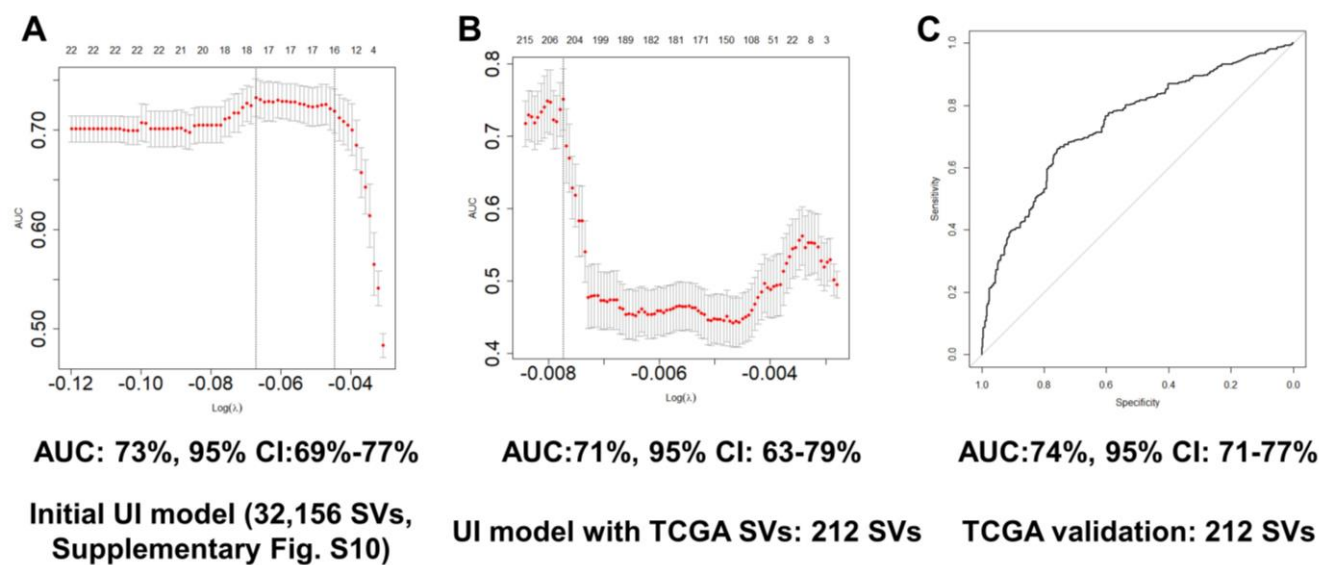 A
22 22 22 22 22 21 20 18 18 17 17 17 16 12 4
AUC
0.70
0.60
0.50
-0.12 -0.10 -0.08 -0.06 -0.04
Log(λ)
AUC: 73%, 95% CI:69%-77%
Initial UI model (32,156 SVs,
Supplementary Fig. S10)
B
215 206 204 199 189 182 181 171 150 108 51 22 8 3
AUC
0.8
0.7
0.6
0.5
0.4
-0.008 -0.006 -0.004
Log(λ)
AUC:71%, 95% CI: 63-79%
UI model with TCGA SVs: 212 SVs
C
Sensitivity
1.0
0.8
0.6
0.4
0.2
0.0
1.0 0.8 0.6 0.4 0.2 0.0
Specificity
AUC:74%, 95% CI: 71-77%
TCGA validation: 212 SVs